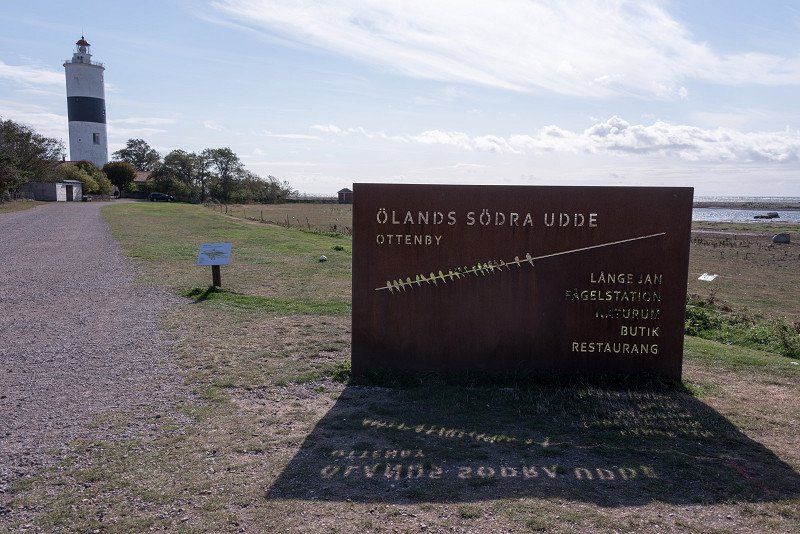 ÖLANDS SÖDRA UDDE
OTTENBY
LÅNGE JAN
FÅGELSTATION
NATURUM
BUTIK
RESTAURANG